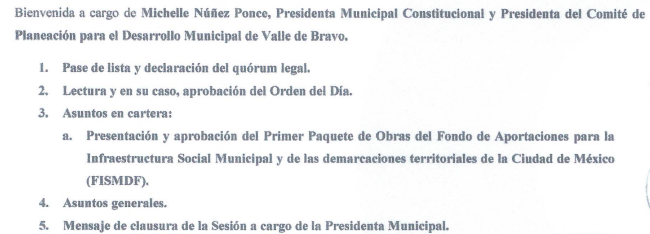 Bienvenida a cargo de Michelle Núñez Ponce, Presidenta Municipal Constitucional y Presidenta del Comité de
Planeación para el Desarrollo Municipal de Valle de Bravo.
1. Pase de lista y declaración del quórum legal.
2. Lectura y en su caso, aprobación del Orden del Día.
3. Asuntos en cartera:
a. Presentación y aprobación del Primer Paquete de Obras del Fondo de Aportaciones para la
Infraestructura Social Municipal y de las demarcaciones territoriales de la Ciudad de México
(FISMDF).
4. Asuntos generales.
5. Mensaje de clausura de la Sesión a cargo de la Presidenta Municipal.